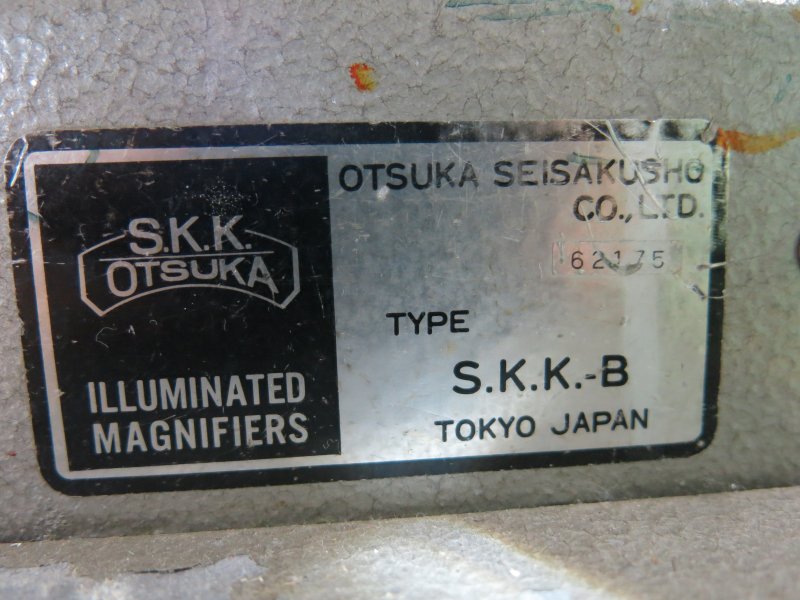 S.K.K.
OTSUKA
ILLUMINATED
MAGNIFIERS
OTSUKA SEISAKUSHO
CO., LTD.
62175
TYPE
S.K.K.-B
TOKYO JAPAN